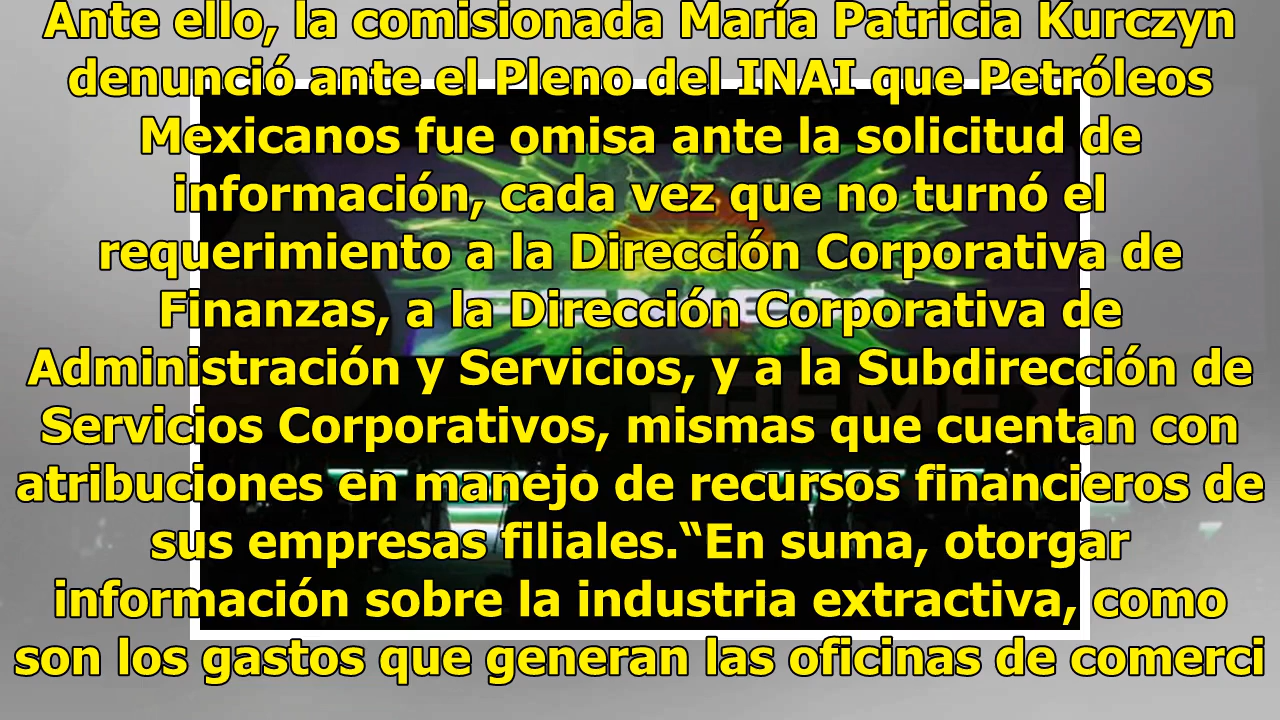 Ante ello, la comisionada María Patricia Kurczyn
denunció ante el Pleno del INAI que Petróleos
Mexicanos fue omisa ante la solicitud de
información, cada vez que no turnó el
requerimiento a la Dirección Corporativa de
Finanzas, a la Dirección Corporativa de
Administración y Servicios, y a la Subdirección de
Servicios Corporativos, mismas que cuentan con
atribuciones en manejo de recursos financieros de
sus empresas filiales.“En suma, otorgar
información sobre la industria extractiva, como
son los gastos que generan las oficinas de comerci